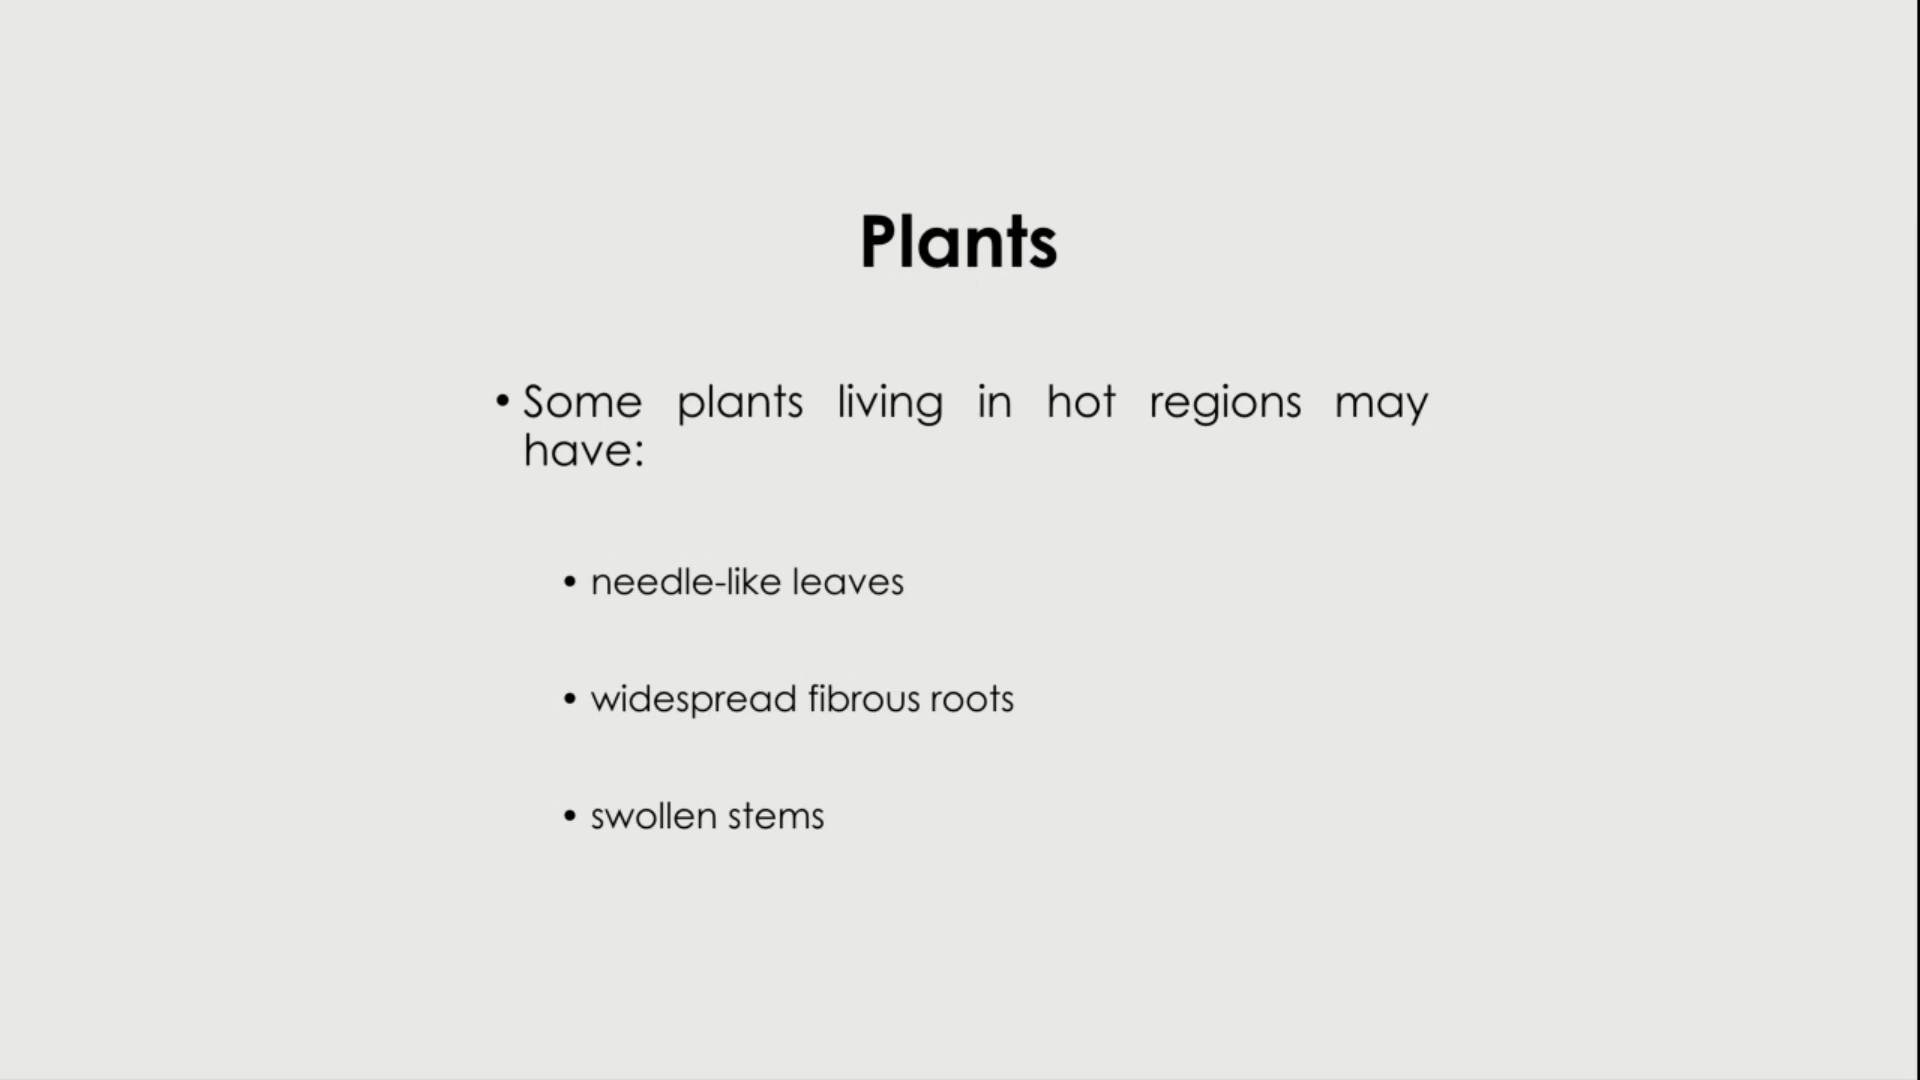 Plants
• Some plants living in hot regions may
have:
• needle-like leaves
• widespread fibrous roots
• swollen stems